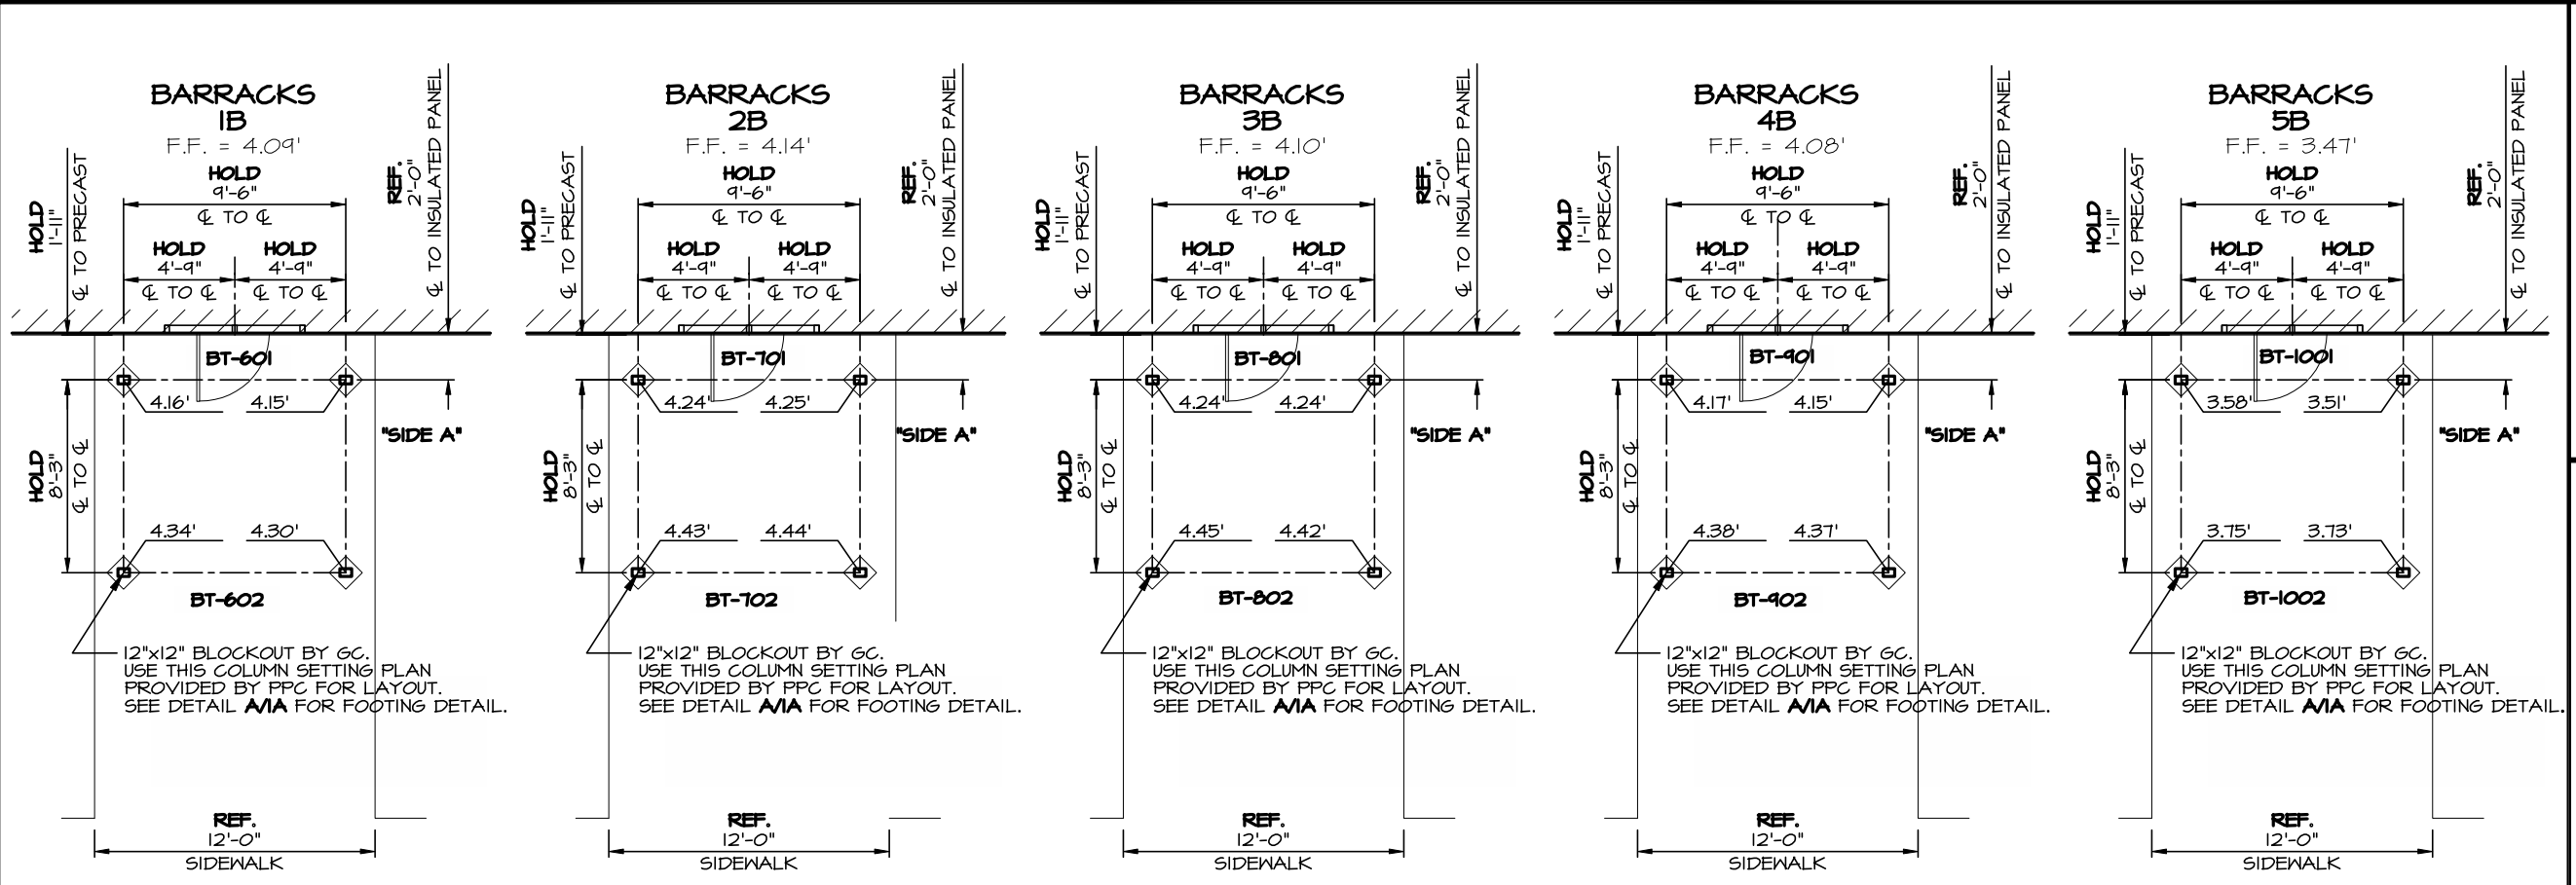 BARRACKS
1B
F.F. = 4.09'
HOLD
9'-6"
℄ TO ℄
HOLD
4'-9"
℄ TO ℄
HOLD
4'-9"
℄ TO ℄
HOLD
1'-11"
℄ TO PRECAST
REF.
2'-0"
℄ TO INSULATED PANEL
BT-601
4.16'
4.15'
"SIDE A"
HOLD
8'-3"
℄ TO ℄
4.34'
4.30'
BT-602
12"x12" BLOCKOUT BY GC.
USE THIS COLUMN SETTING PLAN
PROVIDED BY PPC FOR LAYOUT.
SEE DETAIL A/1A FOR FOOTING DETAIL.
REF.
12'-0"
SIDEWALK
BARRACKS
2B
F.F. = 4.14'
HOLD
9'-6"
℄ TO ℄
HOLD
4'-9"
℄ TO ℄
HOLD
4'-9"
℄ TO ℄
HOLD
1'-11"
℄ TO PRECAST
REF.
2'-0"
℄ TO INSULATED PANEL
BT-701
4.24'
4.25'
"SIDE A"
HOLD
8'-3"
℄ TO ℄
4.43'
4.44'
BT-702
12"x12" BLOCKOUT BY GC.
USE THIS COLUMN SETTING PLAN
PROVIDED BY PPC FOR LAYOUT.
SEE DETAIL A/1A FOR FOOTING DETAIL.
REF.
12'-0"
SIDEWALK
BARRACKS
3B
F.F. = 4.10'
HOLD
9'-6"
℄ TO ℄
HOLD
4'-9"
℄ TO ℄
HOLD
4'-9"
℄ TO ℄
HOLD
1'-11"
℄ TO PRECAST
REF.
2'-0"
℄ TO INSULATED PANEL
BT-801
4.24'
4.24'
"SIDE A"
HOLD
8'-3"
℄ TO ℄
4.45'
4.42'
BT-802
12"x12" BLOCKOUT BY GC.
USE THIS COLUMN SETTING PLAN
PROVIDED BY PPC FOR LAYOUT.
SEE DETAIL A/1A FOR FOOTING DETAIL.
REF.
12'-0"
SIDEWALK
BARRACKS
4B
F.F. = 4.08'
HOLD
9'-6"
℄ TO ℄
HOLD
4'-9"
℄ TO ℄
HOLD
4'-9"
℄ TO ℄
HOLD
1'-11"
℄ TO PRECAST
REF.
2'-0"
℄ TO INSULATED PANEL
BT-901
4.17'
4.15'
"SIDE A"
HOLD
8'-3"
℄ TO ℄
4.38'
4.37'
BT-902
12"x12" BLOCKOUT BY GC.
USE THIS COLUMN SETTING PLAN
PROVIDED BY PPC FOR LAYOUT.
SEE DETAIL A/1A FOR FOOTING DETAIL.
REF.
12'-0"
SIDEWALK
BARRACKS
5B
F.F. = 3.47'
HOLD
9'-6"
℄ TO ℄
HOLD
4'-9"
℄ TO ℄
HOLD
4'-9"
℄ TO ℄
HOLD
1'-11"
℄ TO PRECAST
REF.
2'-0"
℄ TO INSULATED PANEL
BT-1001
3.58'
3.51'
"SIDE A"
HOLD
8'-3"
℄ TO ℄
3.75'
3.73'
BT-1002
12"x12" BLOCKOUT BY GC.
USE THIS COLUMN SETTING PLAN
PROVIDED BY PPC FOR LAYOUT.
SEE DETAIL A/1A FOR FOOTING DETAIL.
REF.
12'-0"
SIDEWALK